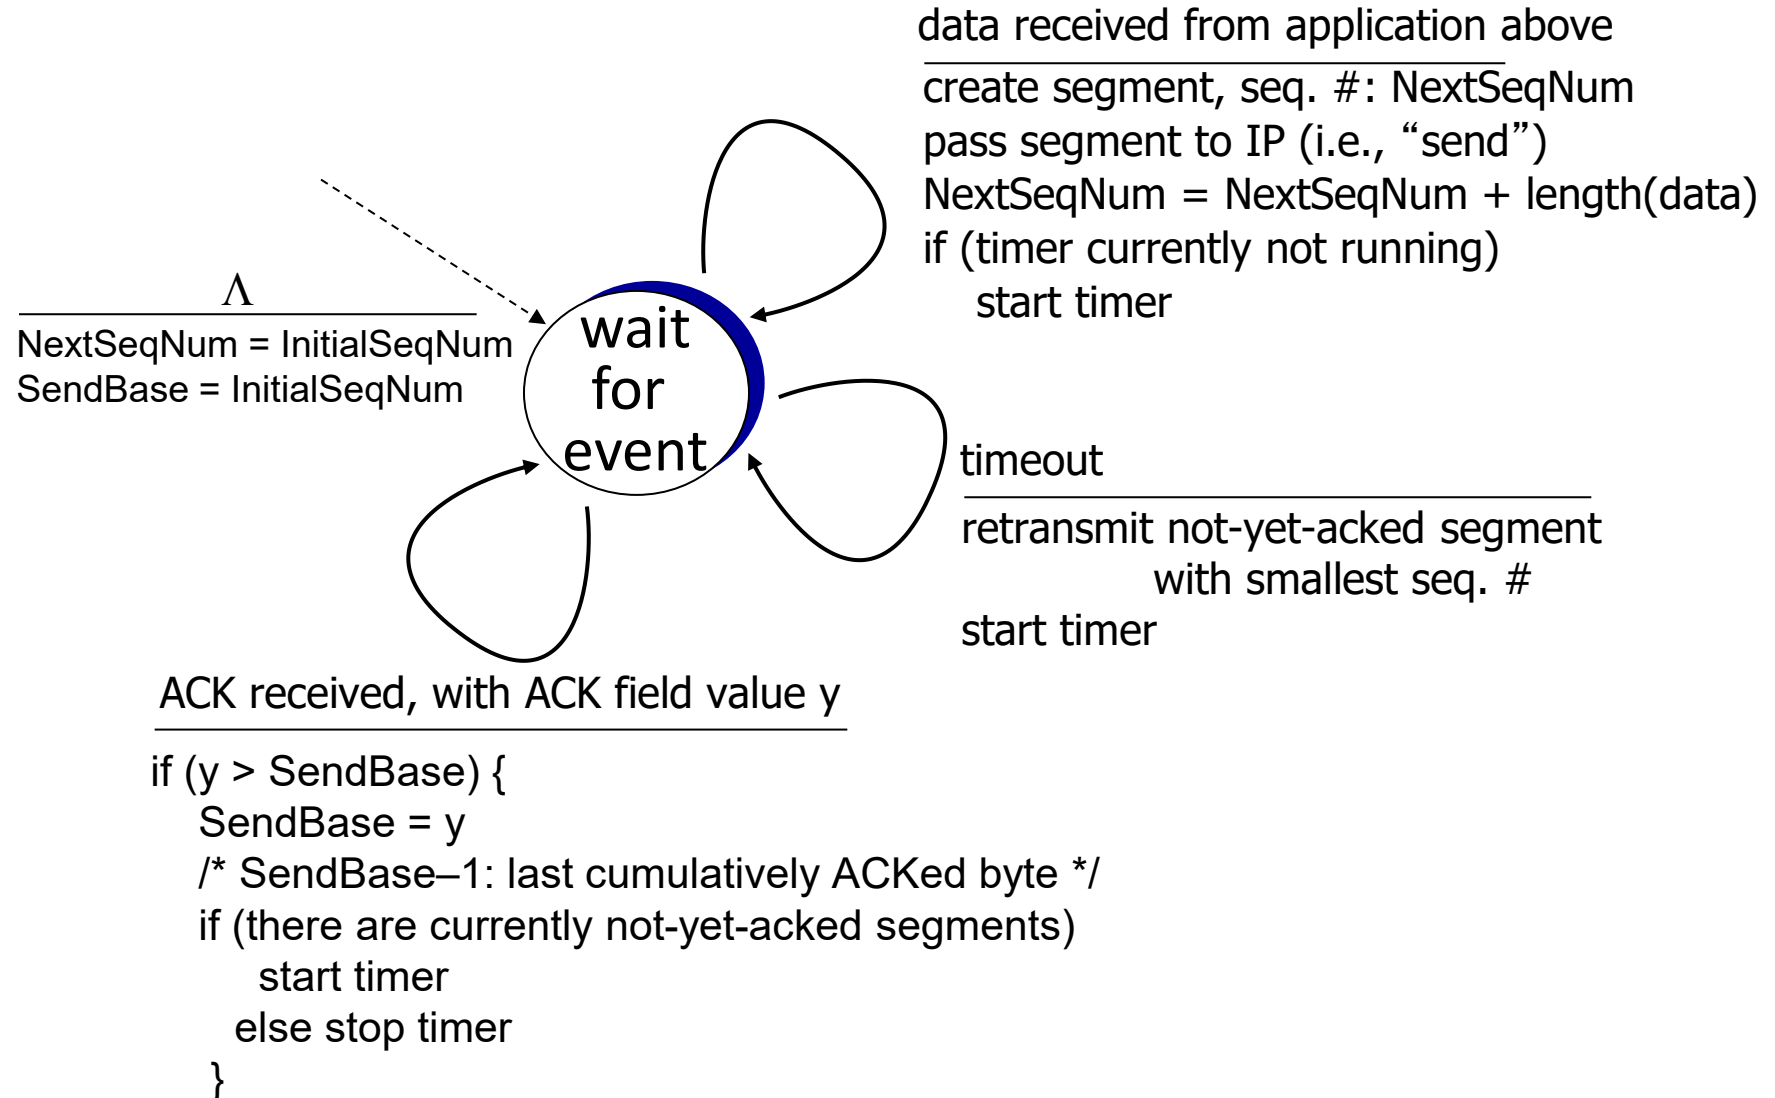 data received from application above
create segment, seq. #: NextSeqNum
pass segment to IP (i.e., “send”)
NextSeqNum = NextSeqNum + length(data)
if (timer currently not running)
start timer
Λ
NextSeqNum = InitialSeqNum
SendBase = InitialSeqNum
wait
for
event
timeout
retransmit not-yet-acked segment
with smallest seq. #
start timer
ACK received, with ACK field value y
if (y > SendBase) {
SendBase = y
/* SendBase–1: last cumulatively ACKed byte */
if (there are currently not-yet-acked segments)
start timer
else stop timer
}